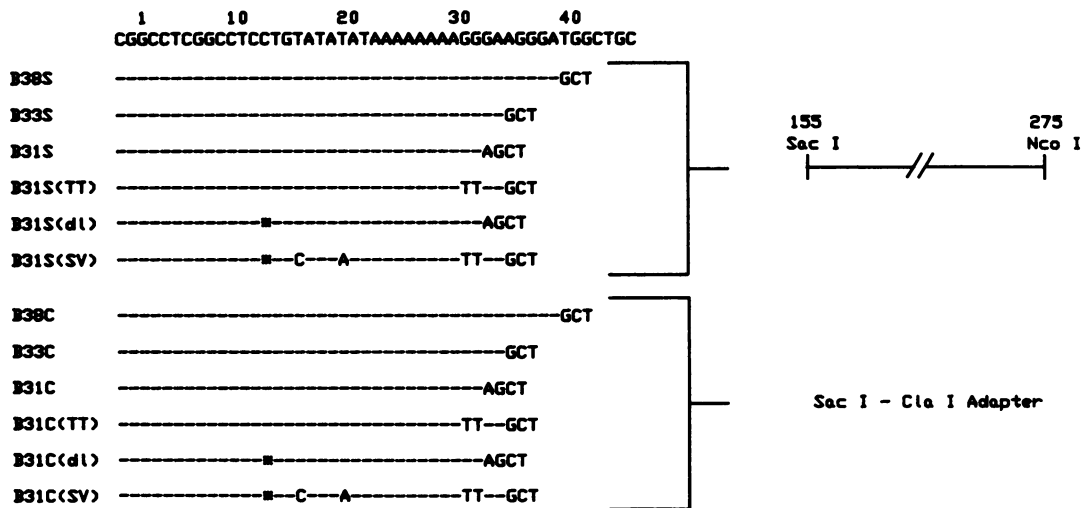 1 10 20 30 40
CGGCCTCGGCCTCCTGTATATATAAAAAAAAGGGAAGGGATGGCTGC
B38S ----------------------------------------GCT
B33S -----------------------------------GCT
B31S ---------------------------------AGCT
B31S(TT) -------------------------------TT--GCT
B31S(dl) -------------■-------------------AGCT
B31S(SV) -------------■--C---A----------TT--GCT
155 275
Sac I Nco I
B38C ----------------------------------------GCT
B33C -----------------------------------GCT
B31C ---------------------------------AGCT
B31C(TT) -------------------------------TT--GCT
B31C(dl) -------------■-------------------AGCT
B31C(SV) -------------■--C---A----------TT--GCT
Sac I - Cla I Adapter